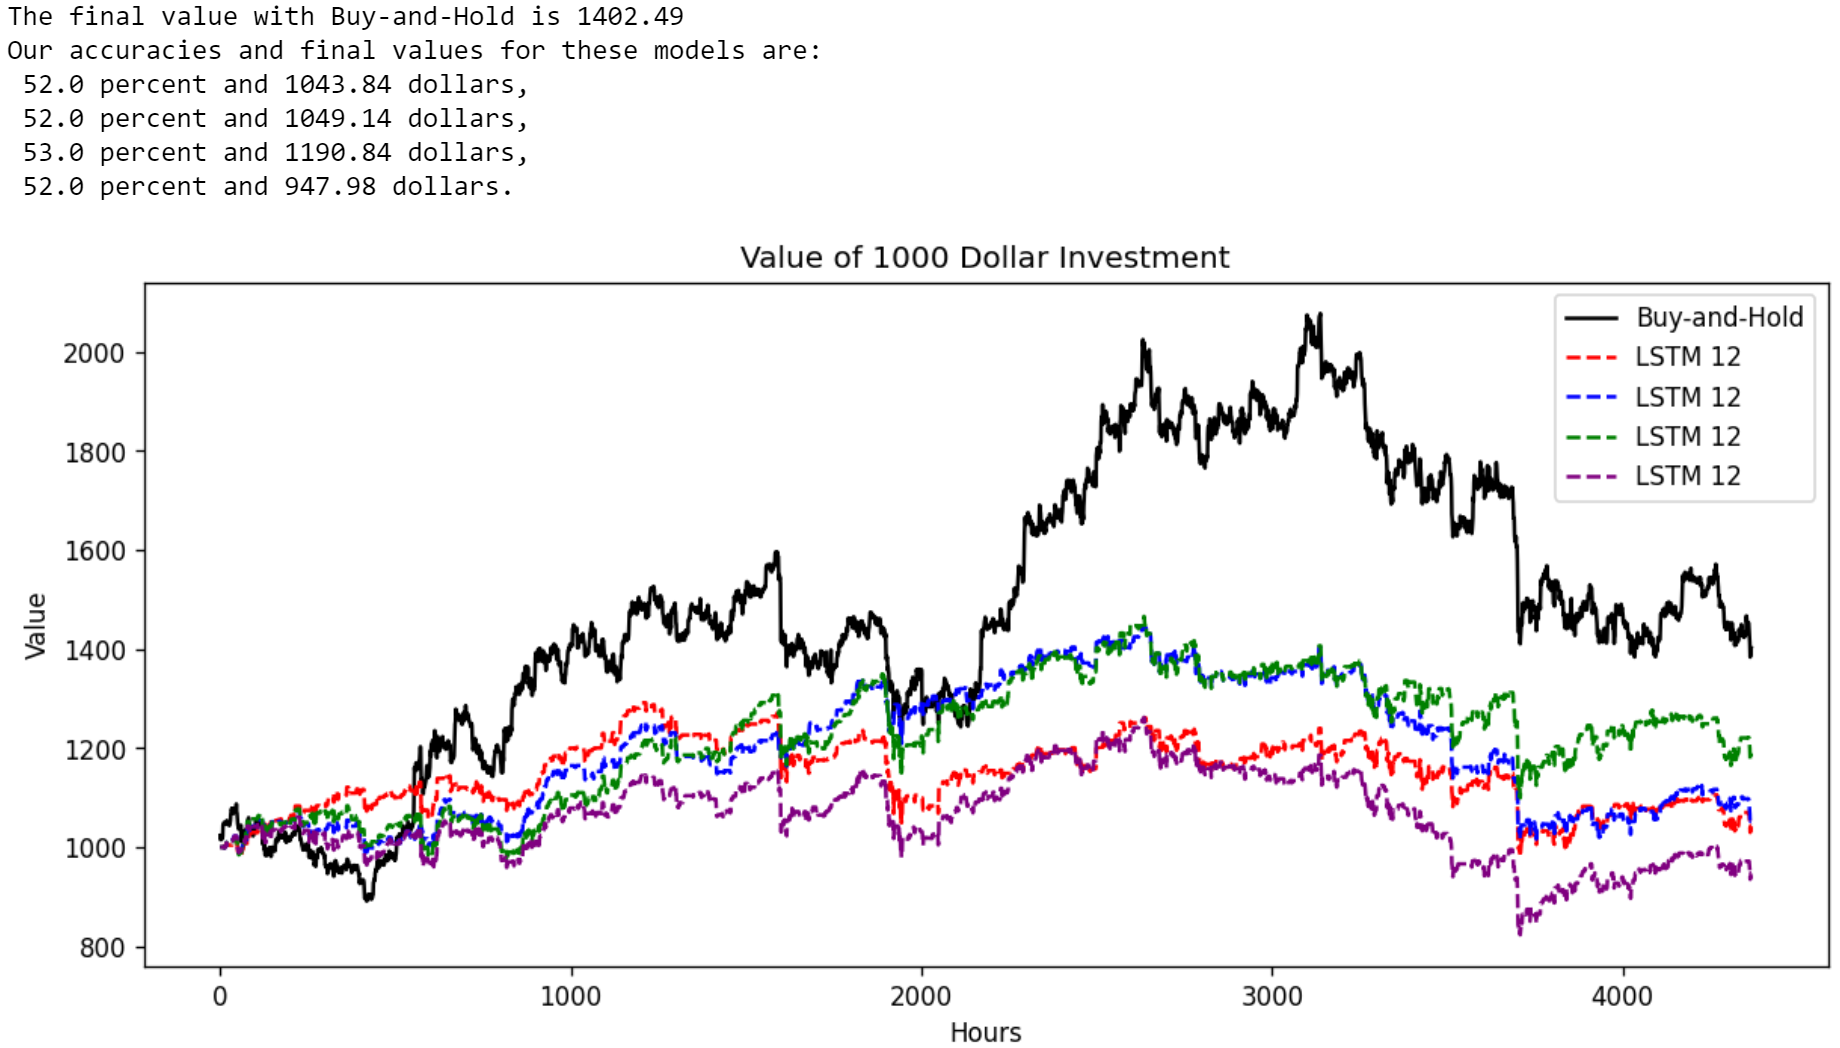 The final value with Buy-and-Hold is 1402.49
Our accuracies and final values for these models are:
52.0 percent and 1043.84 dollars,
52.0 percent and 1049.14 dollars,
53.0 percent and 1190.84 dollars,
52.0 percent and 947.98 dollars.
Value of 1000 Dollar Investment
Buy-and-Hold
LSTM 12
LSTM 12
LSTM 12
LSTM 12
2000
1800
1600
1400
1200
1000
800
Value
0 1000 2000 3000 4000
Hours